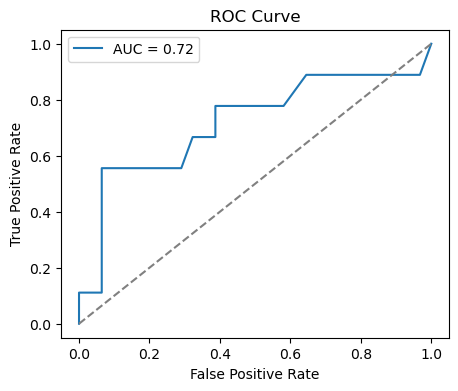 ROC Curve
AUC = 0.72
True Positive Rate
1.0
0.8
0.6
0.4
0.2
0.0
0.0 0.2 0.4 0.6 0.8 1.0
False Positive Rate